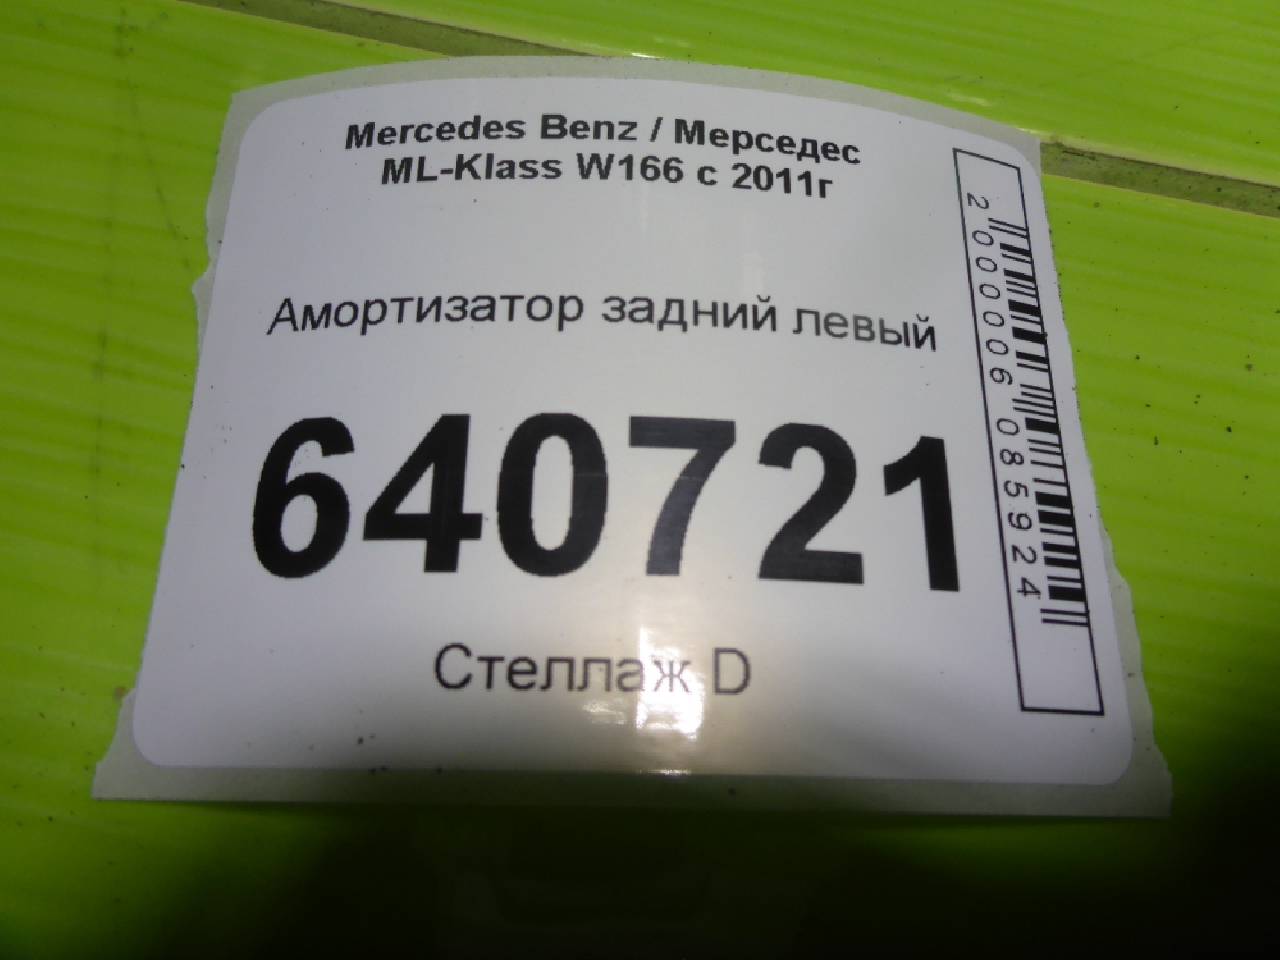 Mercedes Benz / Мерседес
ML-Klass W166 с 2011г
Амортизатор задний левый
640721
Стеллаж D
2000006085924